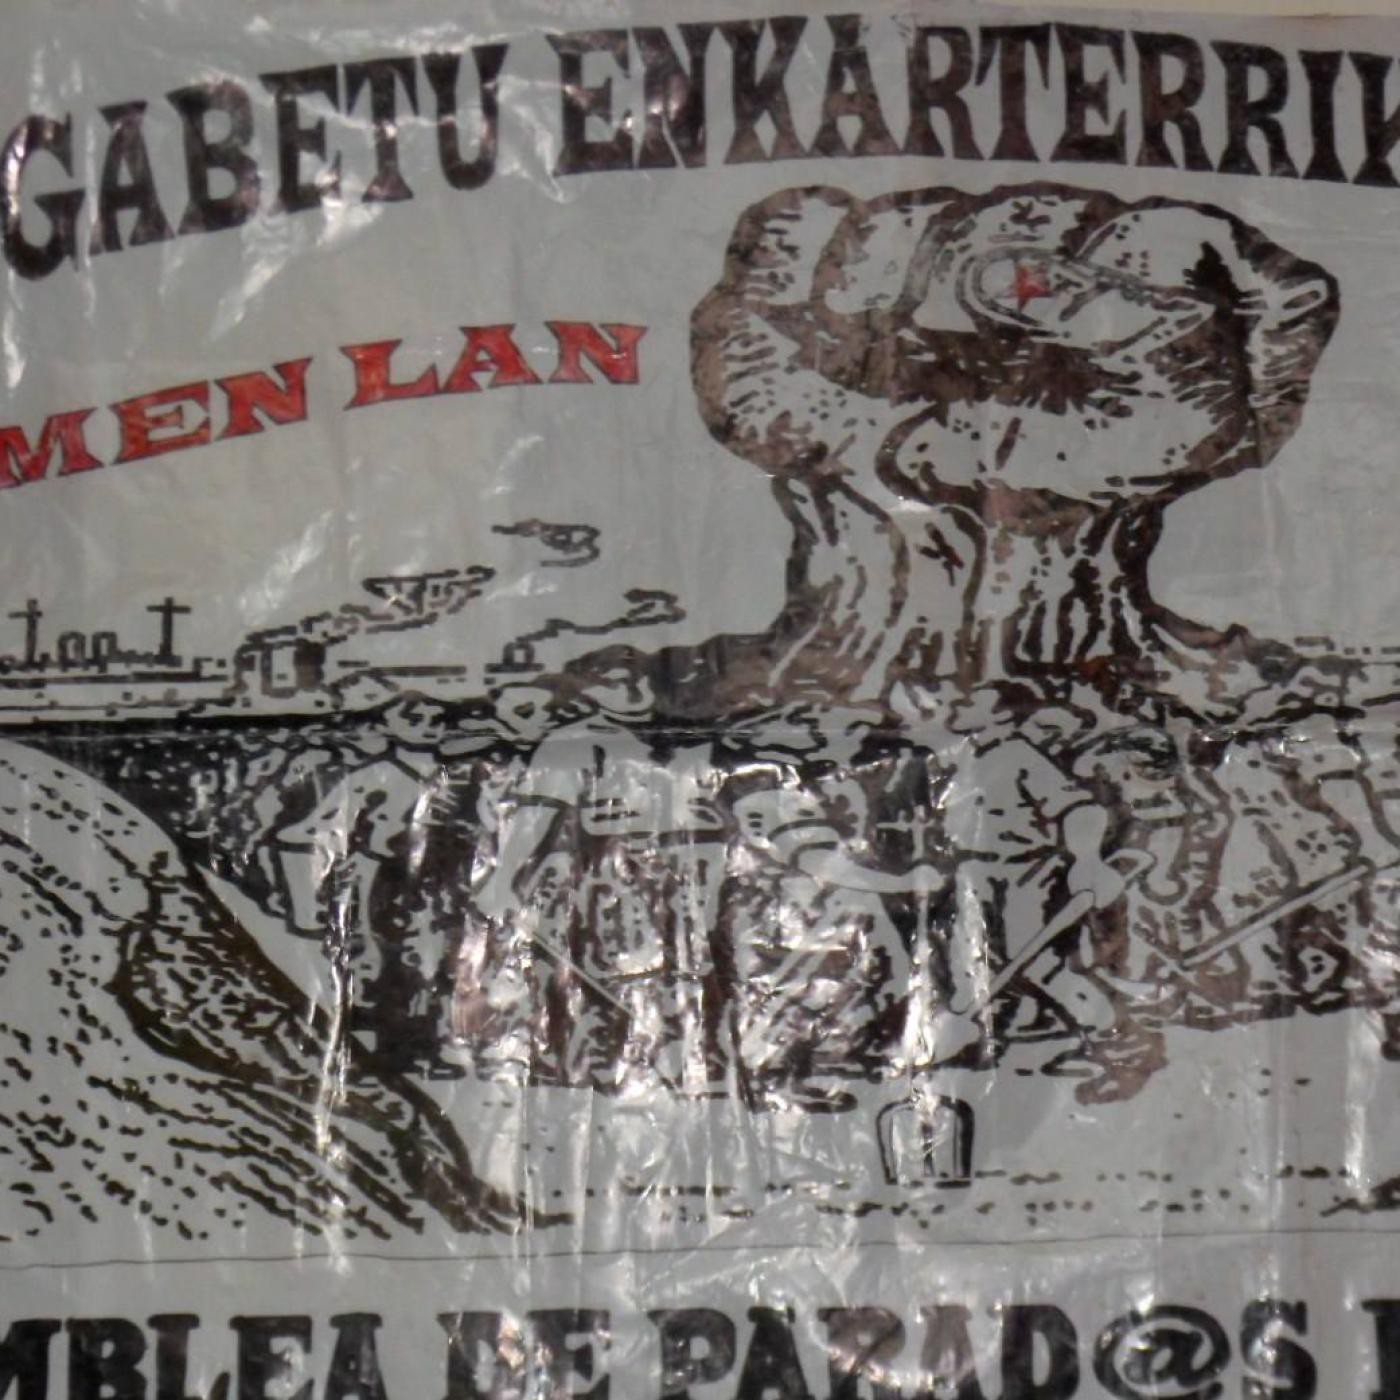 GABETU ENKARTERRIK
MEN LAN
MBLEA DE PARAD@S